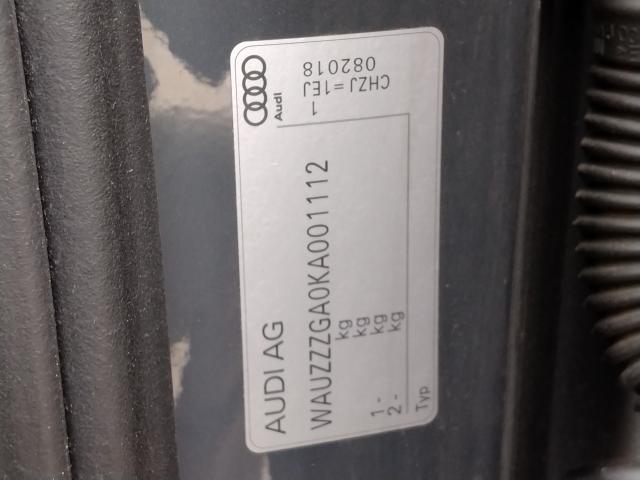 AUDI AG
WAUZZZGA0KA001112
kg
kg
1 - kg
2 - kg
Typ
Audi
1
CHZJ=1EJ
082018